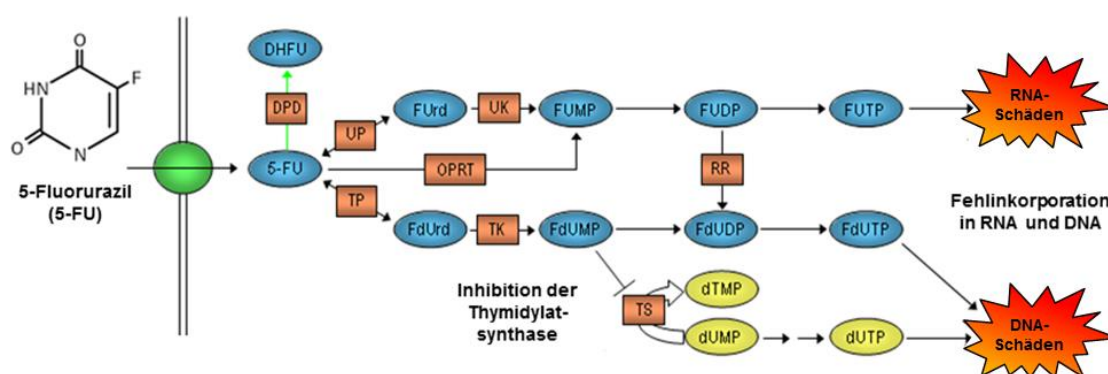 O
F
HN
O
N
5-Fluorurazil
(5-FU)
DHFU
DPD
5-FU
UP
FUrd
UK
FUMP
FUDP
FUTP
RNA-
Schäden
OPRT
RR
TP
FdUrd
TK
FdUMP
FdUDP
FdUTP
Fehlinkorporation
in RNA und DNA
Inhibition der
Thymidylat-
synthase
TS
dTMP
dUMP
dUTP
DNA-
Schäden